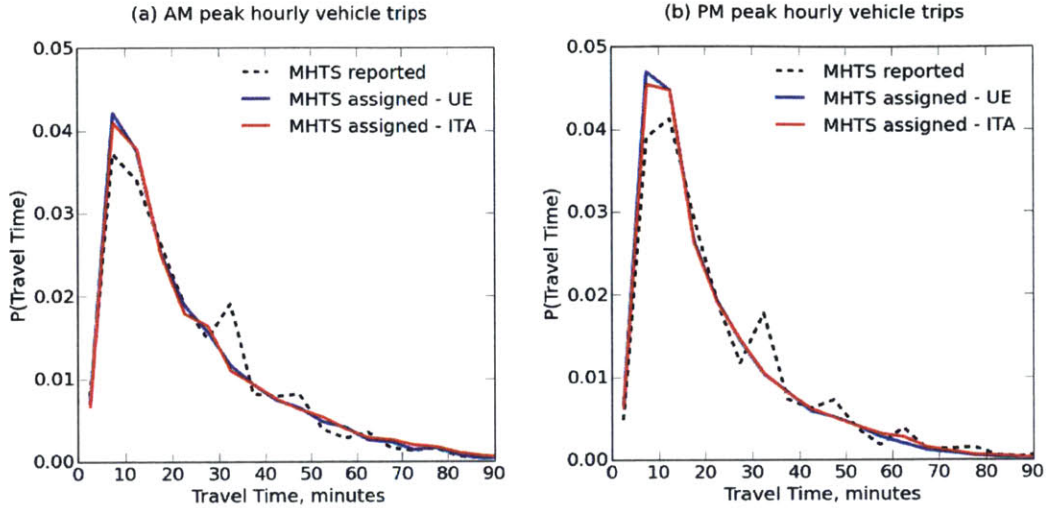 (a) AM peak hourly vehicle trips
0.05
0.04
0.03
0.02
0.01
0.00
P(Travel Time)
MHTS reported
MHTS assigned - UE
MHTS assigned - ITA
10 20 30 40 50 60 70 80 90
Travel Time, minutes
(b) PM peak hourly vehicle trips
0.05
0.04
0.03
0.02
0.01
0.00
P(Travel Time)
MHTS reported
MHTS assigned - UE
MHTS assigned - ITA
0 10 20 30 40 50 60 70 80 90
Travel Time, minutes